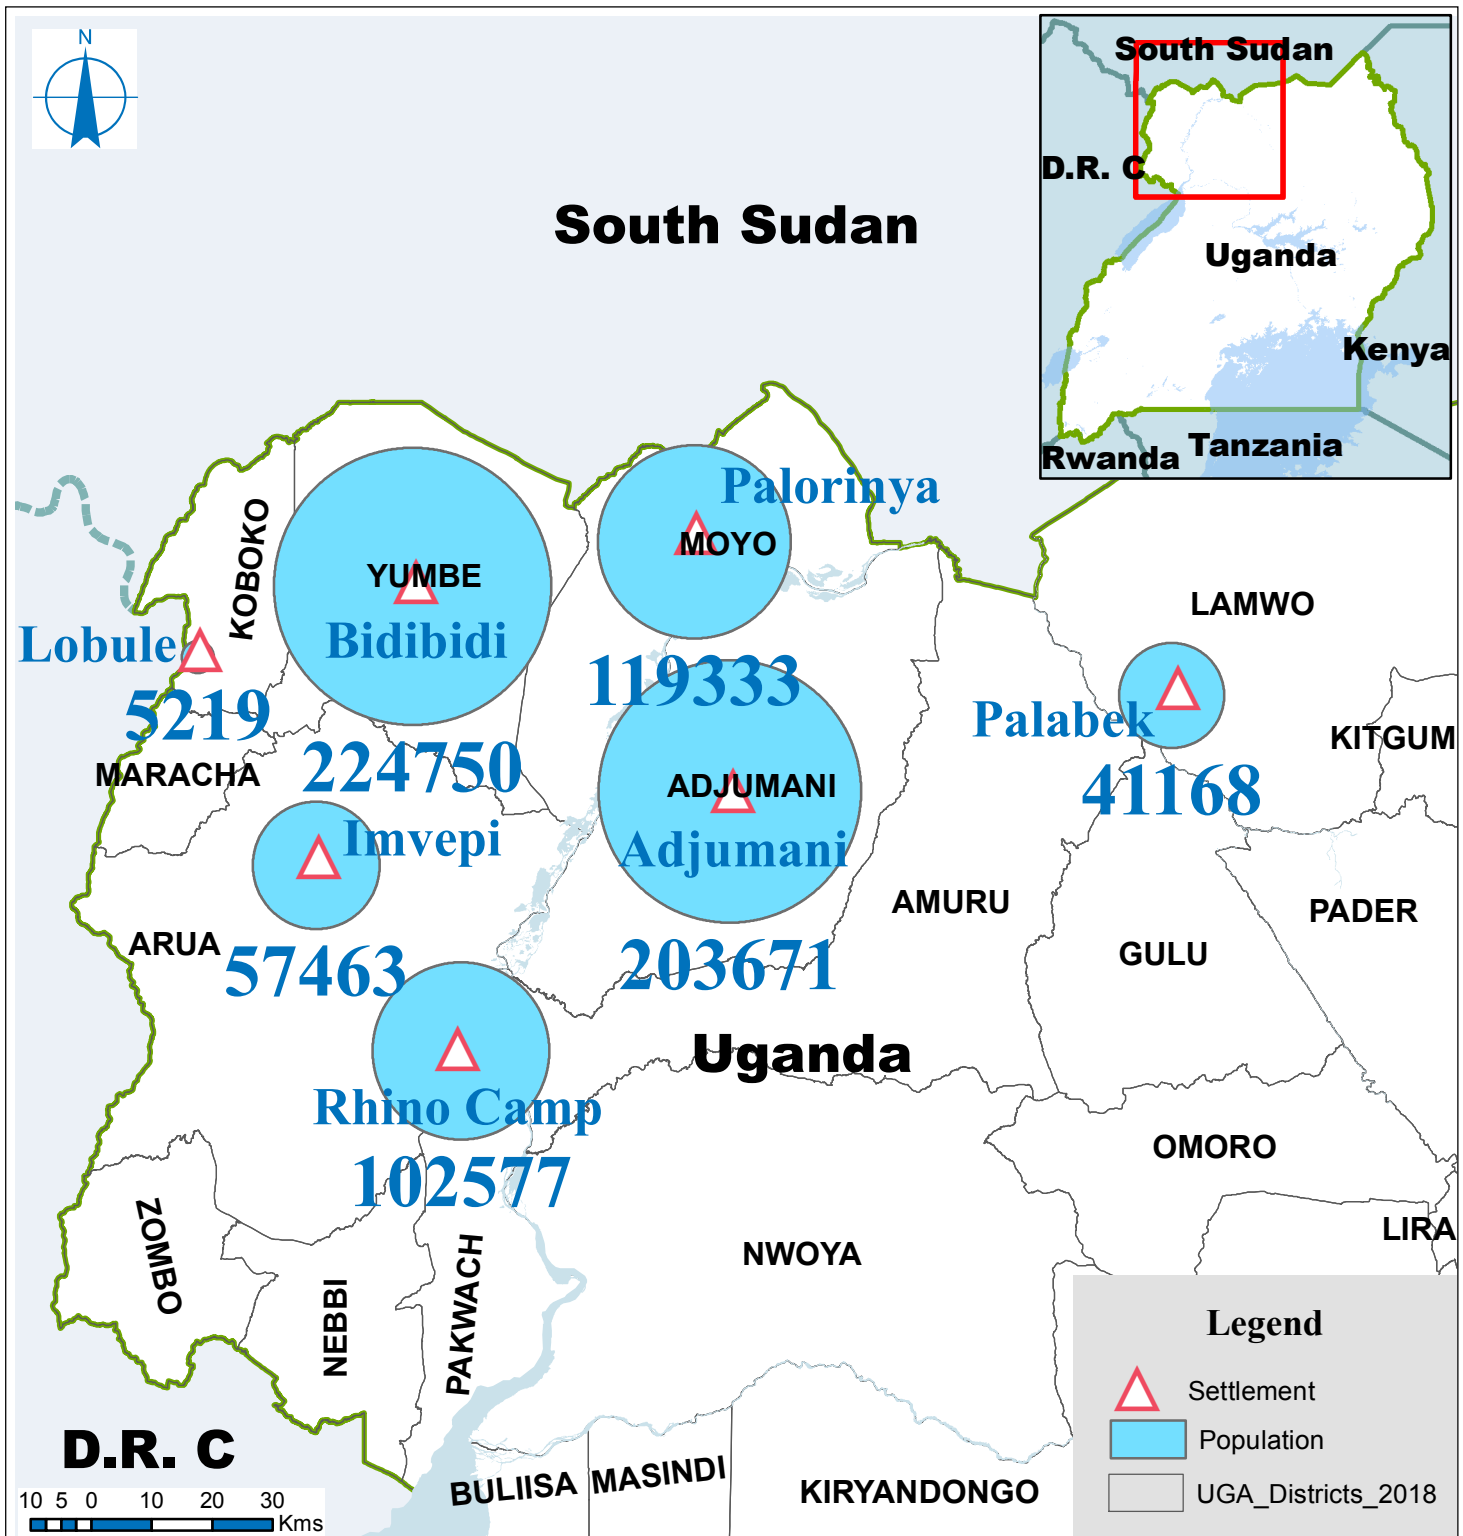 N
South Sudan
South Sudan
D.R. C
Uganda
Kenya
Rwanda
Tanzania
Palorinya
MOYO
KOBOKO
YUMBE
Bidibidi
LAMWO
Lobule
5219
119333
Palabek
KITGUM
MARACHA
224750
ADJUMANI
Adjumani
41168
Imvepi
AMURU
PADER
ARUA
57463
203671
GULU
Uganda
Rhino Camp
102577
OMORO
ZOMBO
NEBBI
PAKWACH
NWOYA
LIRA
Legend
Settlement
Population
UGA_Districts_2018
D.R. C
BULIISA
MASINDI
KIRYANDONGO
10 5 0 10 20 30
Kms